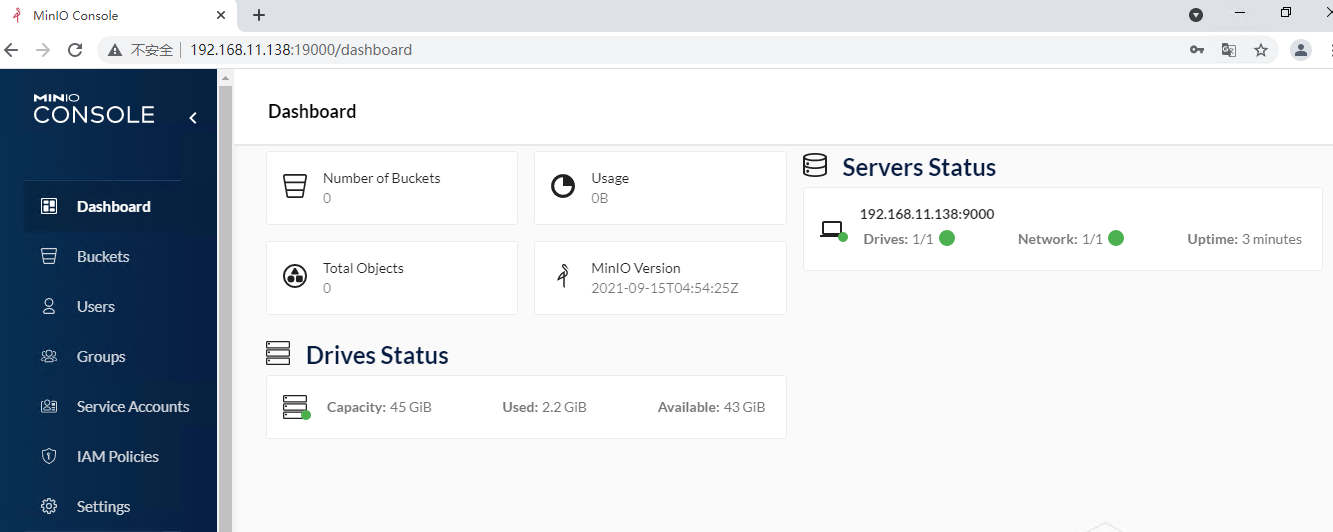 MinIO Console
不安全 192.168.11.138:19000/dashboard
MINIO
CONSOLE
Dashboard
Buckets
Users
Groups
Service Accounts
IAM Policies
Settings
Dashboard
Number of Buckets
0
Usage
0B
Total Objects
0
MinIO Version
2021-09-15T04:54:25Z
Servers Status
192.168.11.138:9000
Drives: 1/1 Network: 1/1 Uptime: 3 minutes
Drives Status
Capacity: 45 GiB Used: 2.2 GiB Available: 43 GiB